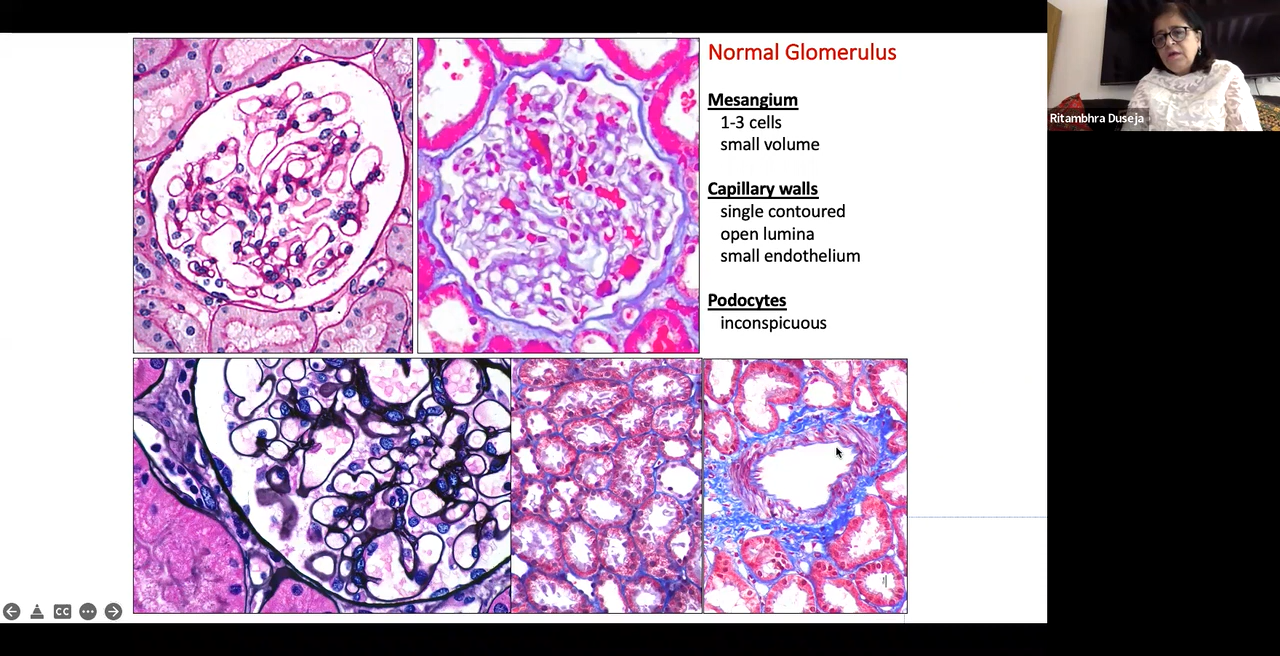 Normal Glomerulus
Mesangium
1-3 cells
small volume
Capillary walls
single contoured
open lumina
small endothelium
Podocytes
inconspicuous
Ritambhra Duseja
CC